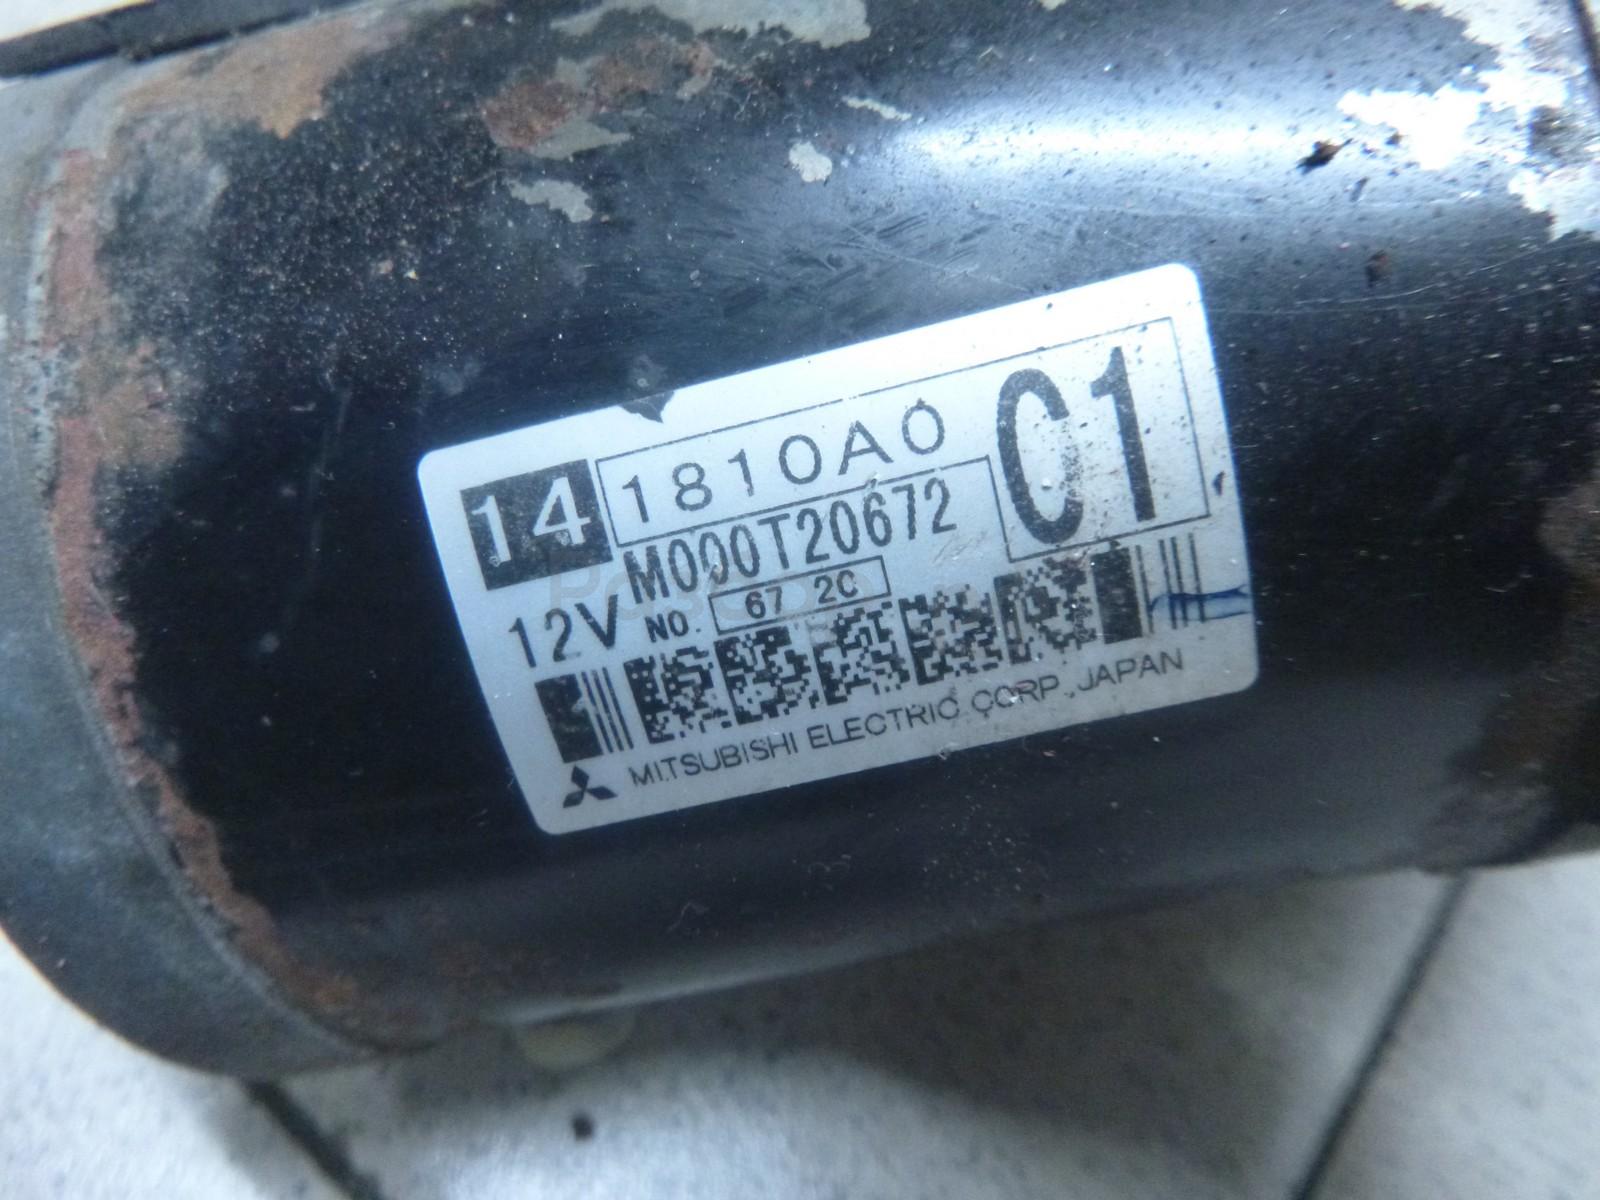 14 1810A0 C1
M000T20672
12V NO. 67 2C
MITSUBISHI ELECTRIC CORP. JAPAN